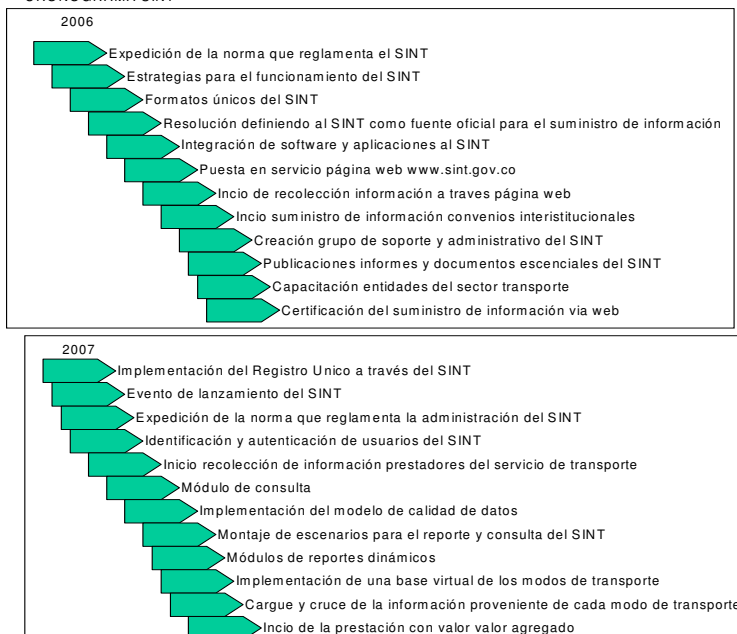 CRONOGRAMA SINT
2006
Expedición de la norma que reglamenta el SINT
Estrategias para el funcionamiento del SINT
Formatos únicos del SINT
Resolución definiendo al SINT como fuente oficial para el suministro de información
Integración de software y aplicaciones al SINT
Puesta en servicio página web www.sint.gov.co
Incio de recolección información a traves página web
Incio suministro de información convenios interistitucionales
Creación grupo de soporte y administrativo del SINT
Publicaciones informes y documentos escenciales del SINT
Capacitación entidades del sector transporte
Certificación del suministro de información via web
2007
Implementación del Registro Unico a través del SINT
Evento de lanzamiento del SINT
Expedición de la norma que reglamenta la administración del SINT
Identificación y autenticación de usuarios del SINT
Inicio recolección de información prestadores del servicio de transporte
Módulo de consulta
Implementación del modelo de calidad de datos
Montaje de escenarios para el reporte y consulta del SINT
Módulos de reportes dinámicos
Implementación de una base virtual de los modos de transporte
Cargue y cruce de la información proveniente de cada modo de transporte
Incio de la prestación con valor valor agregado